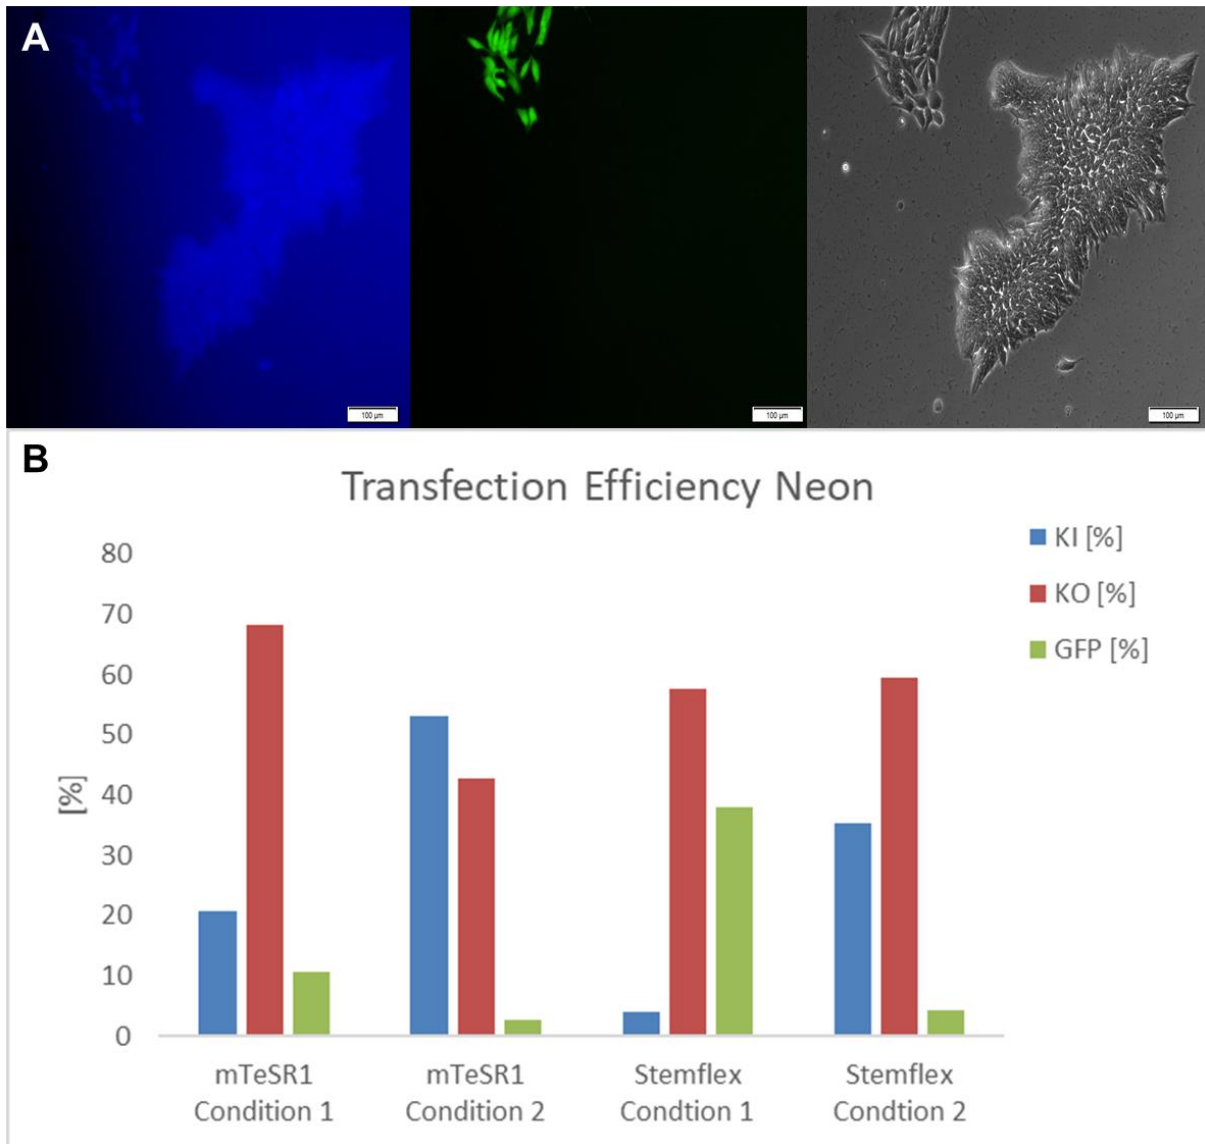 A
100 µm
100 µm
100 µm
B
Transfection Efficiency Neon
KI [%]
KO [%]
GFP [%]
[%]
80
70
60
50
40
30
20
10
0
mTeSR1
Condition 1
mTeSR1
Condition 2
Stemflex
Condtion 1
Stemflex
Condtion 2